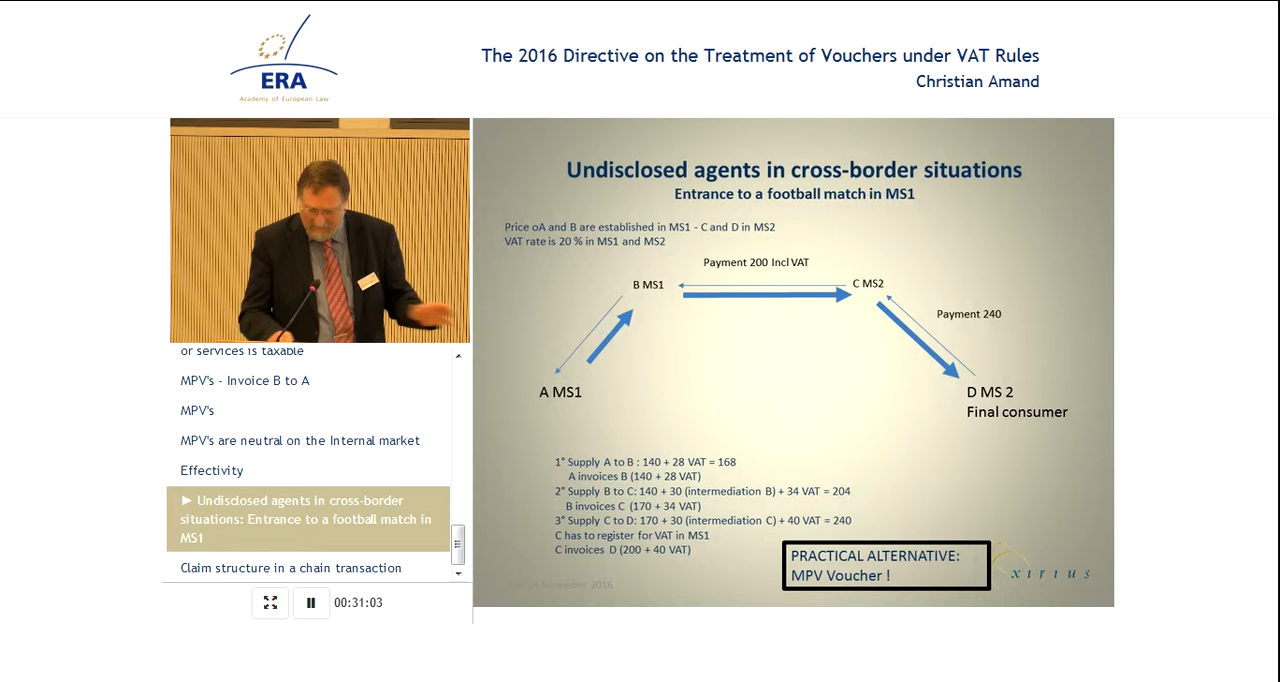 The 2016 Directive on the Treatment of Vouchers under VAT Rules
Christian Amand
ERA
Academy of European Law
or services is taxable
MPV's - Invoice B to A
MPV's
MPV's are neutral on the Internal market
Effectivity
► Undisclosed agents in cross-border
situations: Entrance to a football match in
MS1
Claim structure in a chain transaction
00:31:03
Undisclosed agents in cross-border situations
Entrance to a football match in MS1
Price oA and B are established in MS1 - C and D in MS2
VAT rate is 20 % in MS1 and MS2
Payment 200 Incl VAT
B MS1
C MS2
Payment 240
A MS1
D MS 2
Final consumer
1° Supply A to B : 140 + 28 VAT = 168
A invoices B (140 + 28 VAT)
2° Supply B to C: 140 + 30 (intermediation B) + 34 VAT = 204
B invoices C (170 + 34 VAT)
3° Supply C to D: 170 + 30 (intermediation C) + 40 VAT = 240
C has to register for VAT in MS1
C invoices D (200 + 40 VAT)
PRACTICAL ALTERNATIVE:
MPV Voucher !
24 November 2016
xirius